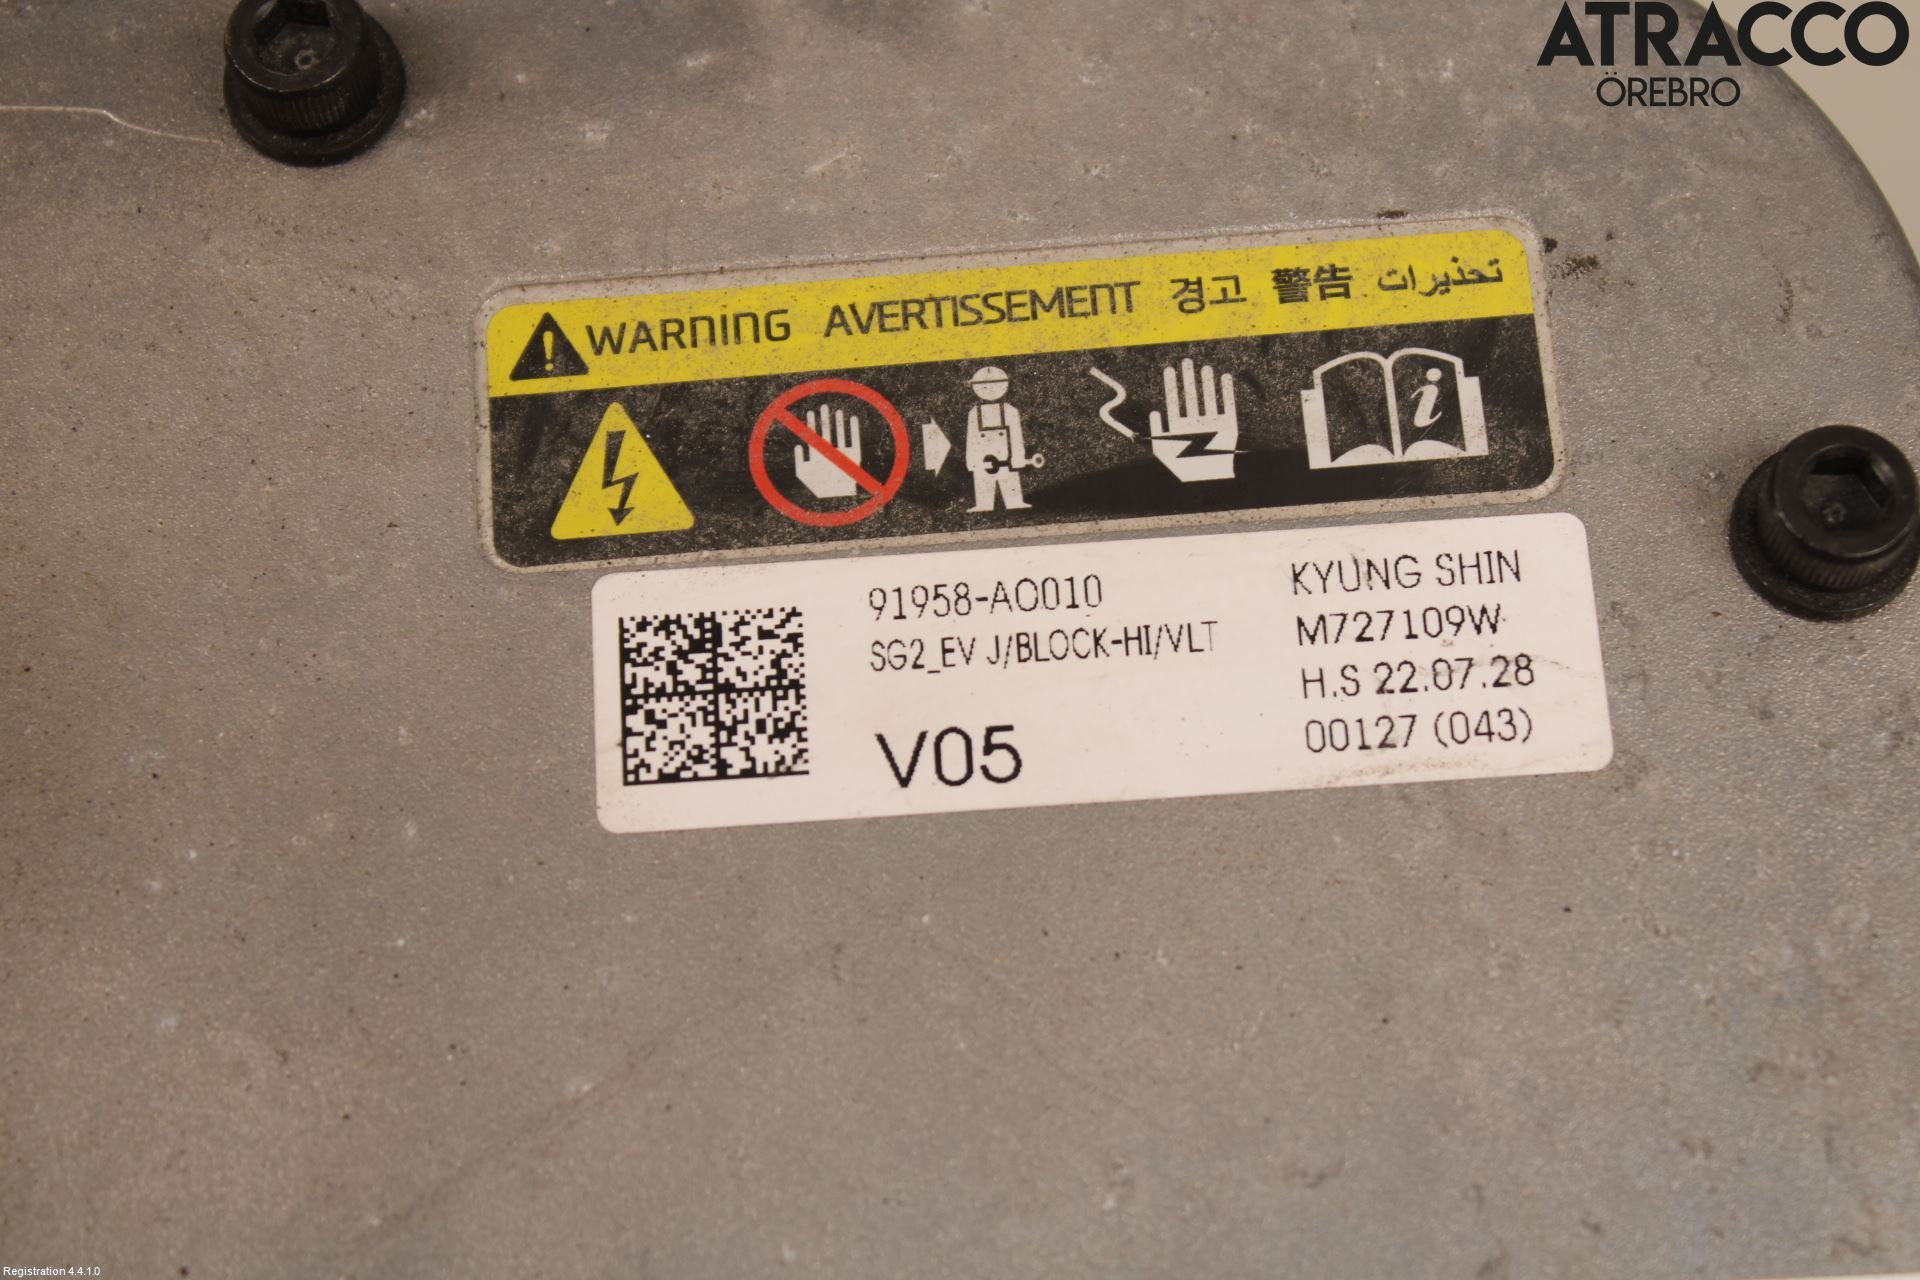 ATRACCO
ÖREBRO
WARNING AVERTISSEMENT 경고 警告 تحذيرات
91958-AO010 KYUNG SHIN
SG2_EV J/BLOCK-HI/VLT M727109W
H.S 22.07.28
V05 00127 (043)
Registration 4.4.1.0